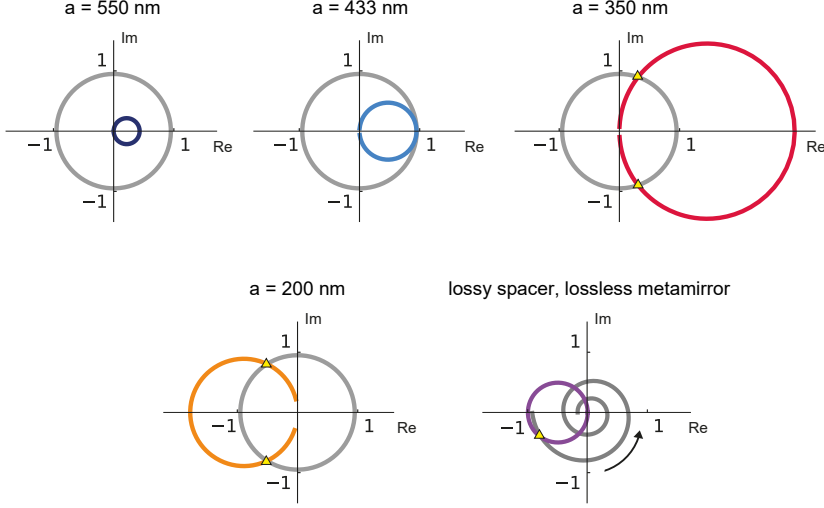 a = 550 nm
a = 433 nm
a = 350 nm
Im
1
−1
1
Re
−1
Im
1
−1
1
Re
−1
Im
1
−1
1
Re
−1
a = 200 nm
lossy spacer, lossless metamirror
Im
1
−1
1
Re
−1
Im
1
−1
1
Re
−1